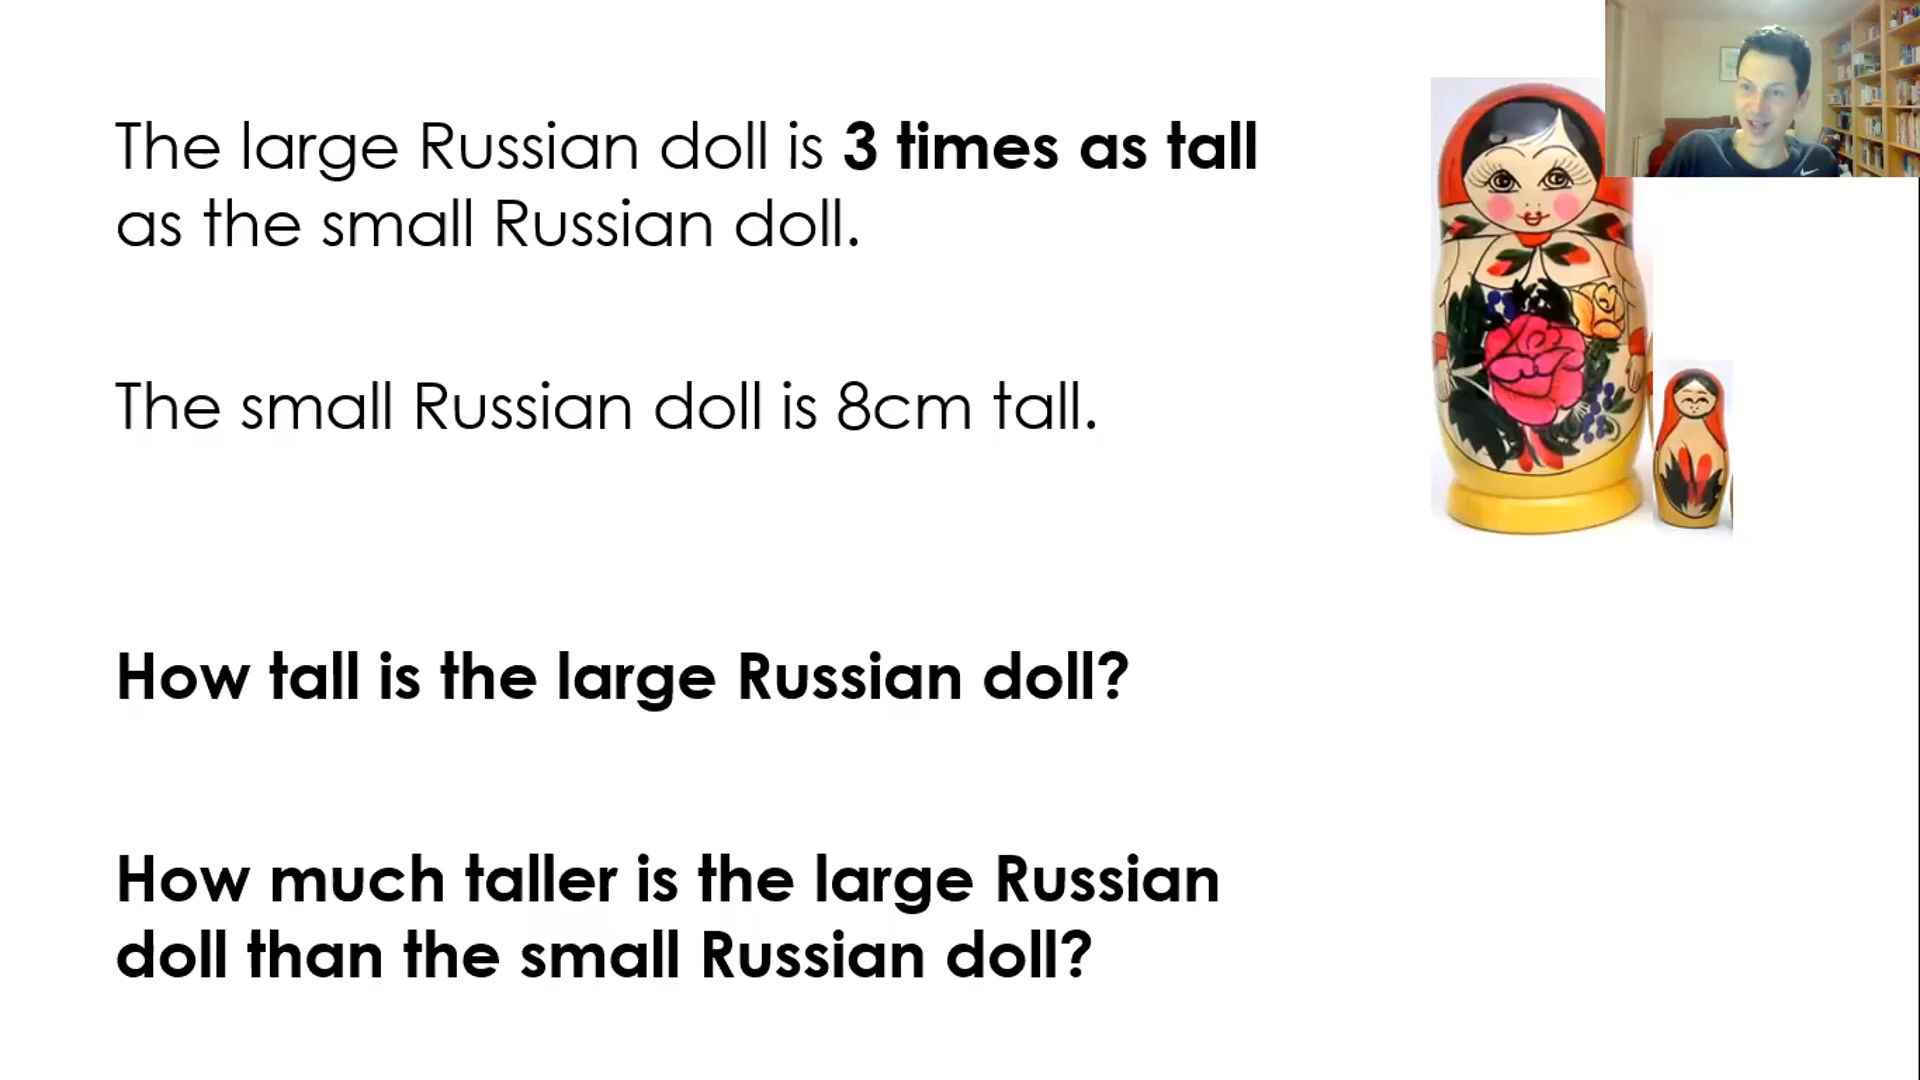 The large Russian doll is 3 times as tall
as the small Russian doll.
The small Russian doll is 8cm tall.
How tall is the large Russian doll?
How much taller is the large Russian
doll than the small Russian doll?